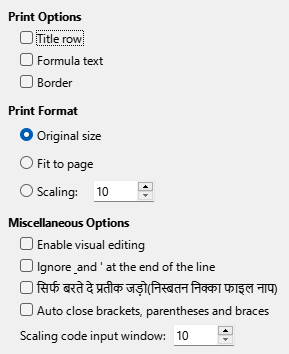 Print Options
Title row
Formula text
Border
Print Format
Original size
Fit to page
Scaling: 10
Miscellaneous Options
Enable visual editing
Ignore ˽and ' at the end of the line
सिर्फ बरते दे प्रतीक जड़ो(निस्बतन निक्का फाइल नाप)
Auto close brackets, parentheses and braces
Scaling code input window: 10